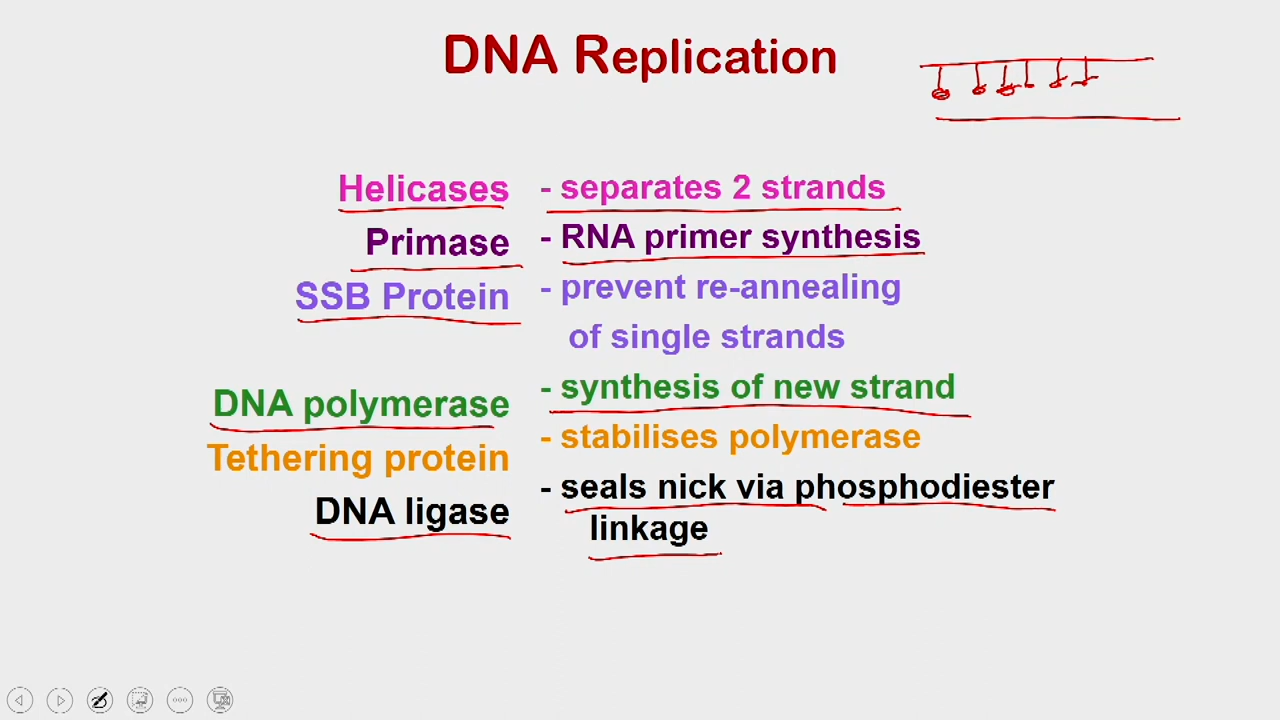 DNA Replication
Helicases - separates 2 strands
Primase - RNA primer synthesis
SSB Protein - prevent re-annealing
of single strands
DNA polymerase - synthesis of new strand
Tethering protein - stabilises polymerase
DNA ligase - seals nick via phosphodiester
linkage